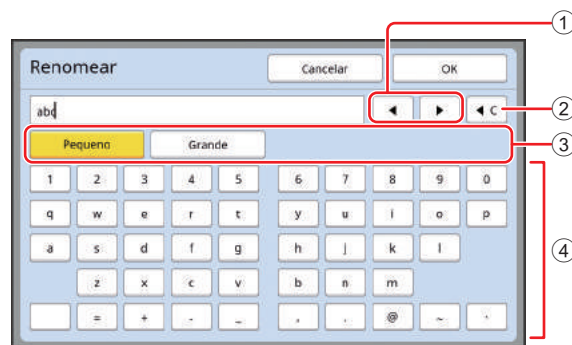 ①
Renomear Cancelar OK
abc ◀ ▶ ◀ C ②
Pequeno Grande ③
1 2 3 4 5 6 7 8 9 0
q w e r t y u i o p
a s d f g h j k l ④
z x c v b n m
= + - _ , . @ ~ ·